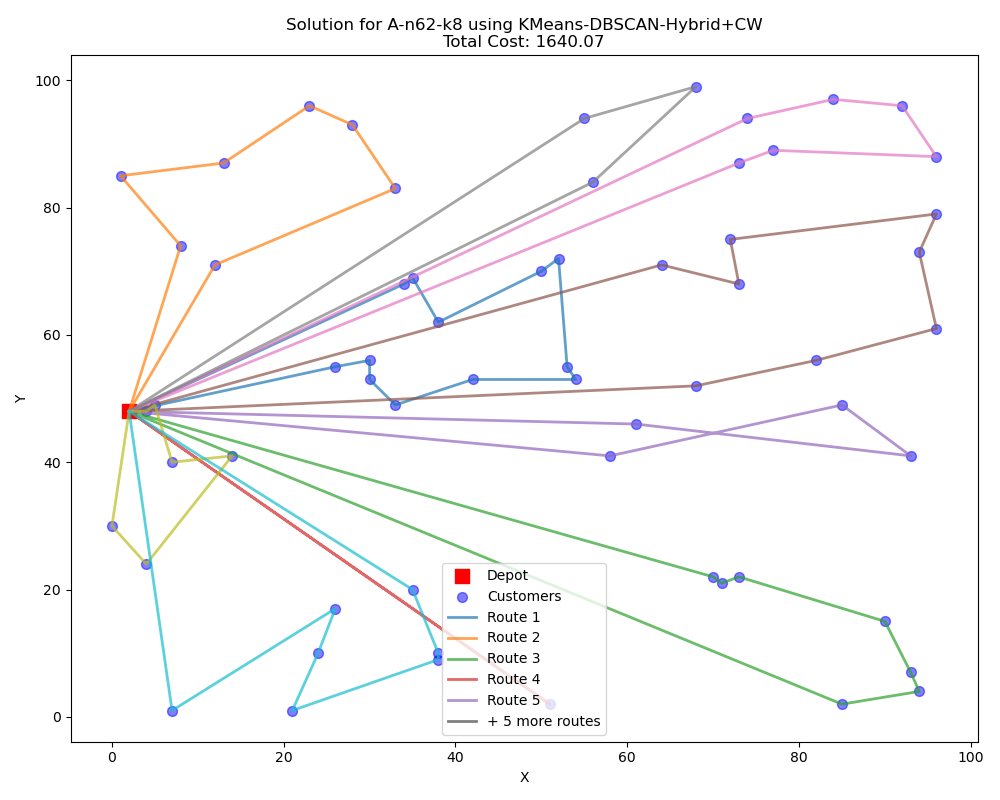 Solution for A-n62-k8 using KMeans-DBSCAN-Hybrid+CW
Total Cost: 1640.07
100
80
60
40
20
0
Y
Depot
Customers
Route 1
Route 2
Route 3
Route 4
Route 5
+ 5 more routes
0 20 40 60 80 100
X